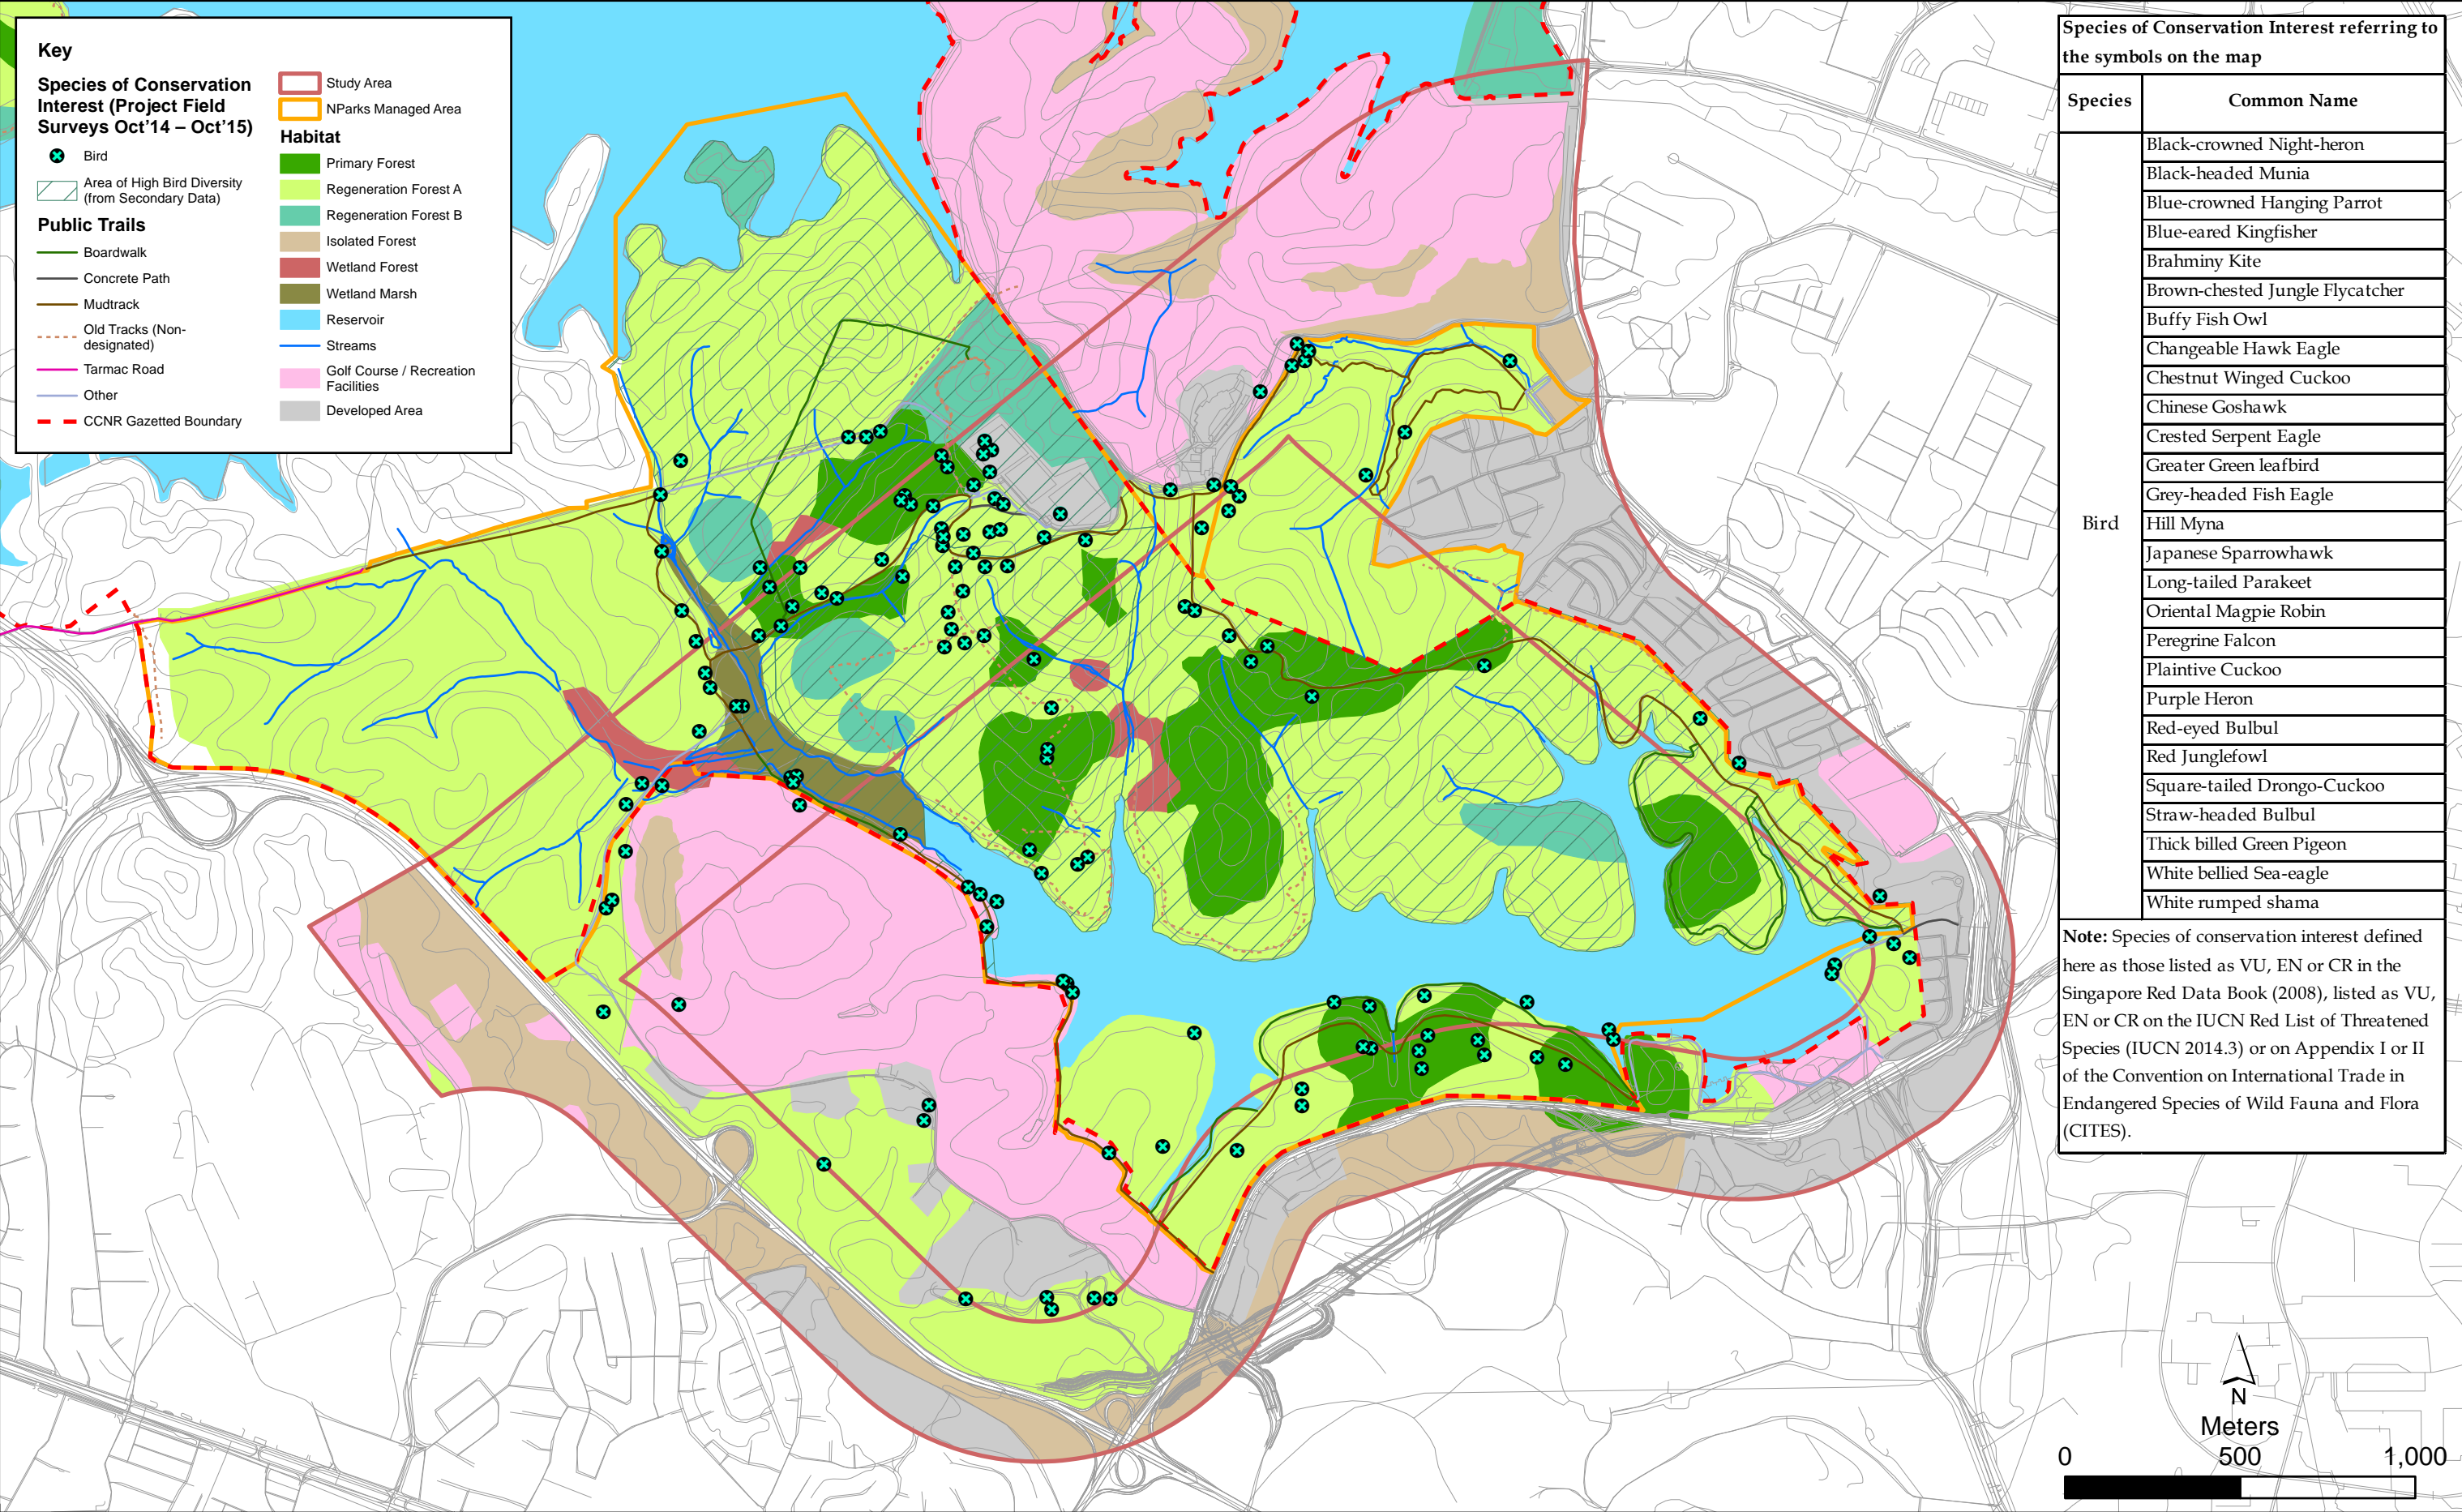 Key
Species of Conservation
Interest (Project Field
Surveys Oct'14 – Oct'15)
Bird
Area of High Bird Diversity
(from Secondary Data)
Public Trails
Boardwalk
Concrete Path
Mudtrack
Old Tracks (Non-
designated)
Tarmac Road
Other
CCNR Gazetted Boundary
Study Area
NParks Managed Area
Habitat
Primary Forest
Regeneration Forest A
Regeneration Forest B
Isolated Forest
Wetland Forest
Wetland Marsh
Reservoir
Streams
Golf Course / Recreation
Facilities
Developed Area
Species of Conservation Interest referring to
the symbols on the map
Species Common Name
Bird
Black-crowned Night-heron
Black-headed Munia
Blue-crowned Hanging Parrot
Blue-eared Kingfisher
Brahminy Kite
Brown-chested Jungle Flycatcher
Buffy Fish Owl
Changeable Hawk Eagle
Chestnut Winged Cuckoo
Chinese Goshawk
Crested Serpent Eagle
Greater Green leafbird
Grey-headed Fish Eagle
Hill Myna
Japanese Sparrowhawk
Long-tailed Parakeet
Oriental Magpie Robin
Peregrine Falcon
Plaintive Cuckoo
Purple Heron
Red-eyed Bulbul
Red Junglefowl
Square-tailed Drongo-Cuckoo
Straw-headed Bulbul
Thick billed Green Pigeon
White bellied Sea-eagle
White rumped shama
Note: Species of conservation interest defined
here as those listed as VU, EN or CR in the
Singapore Red Data Book (2008), listed as VU,
EN or CR on the IUCN Red List of Threatened
Species (IUCN 2014.3) or on Appendix I or II
of the Convention on International Trade in
Endangered Species of Wild Fauna and Flora
(CITES).
N
Meters
0 500 1,000